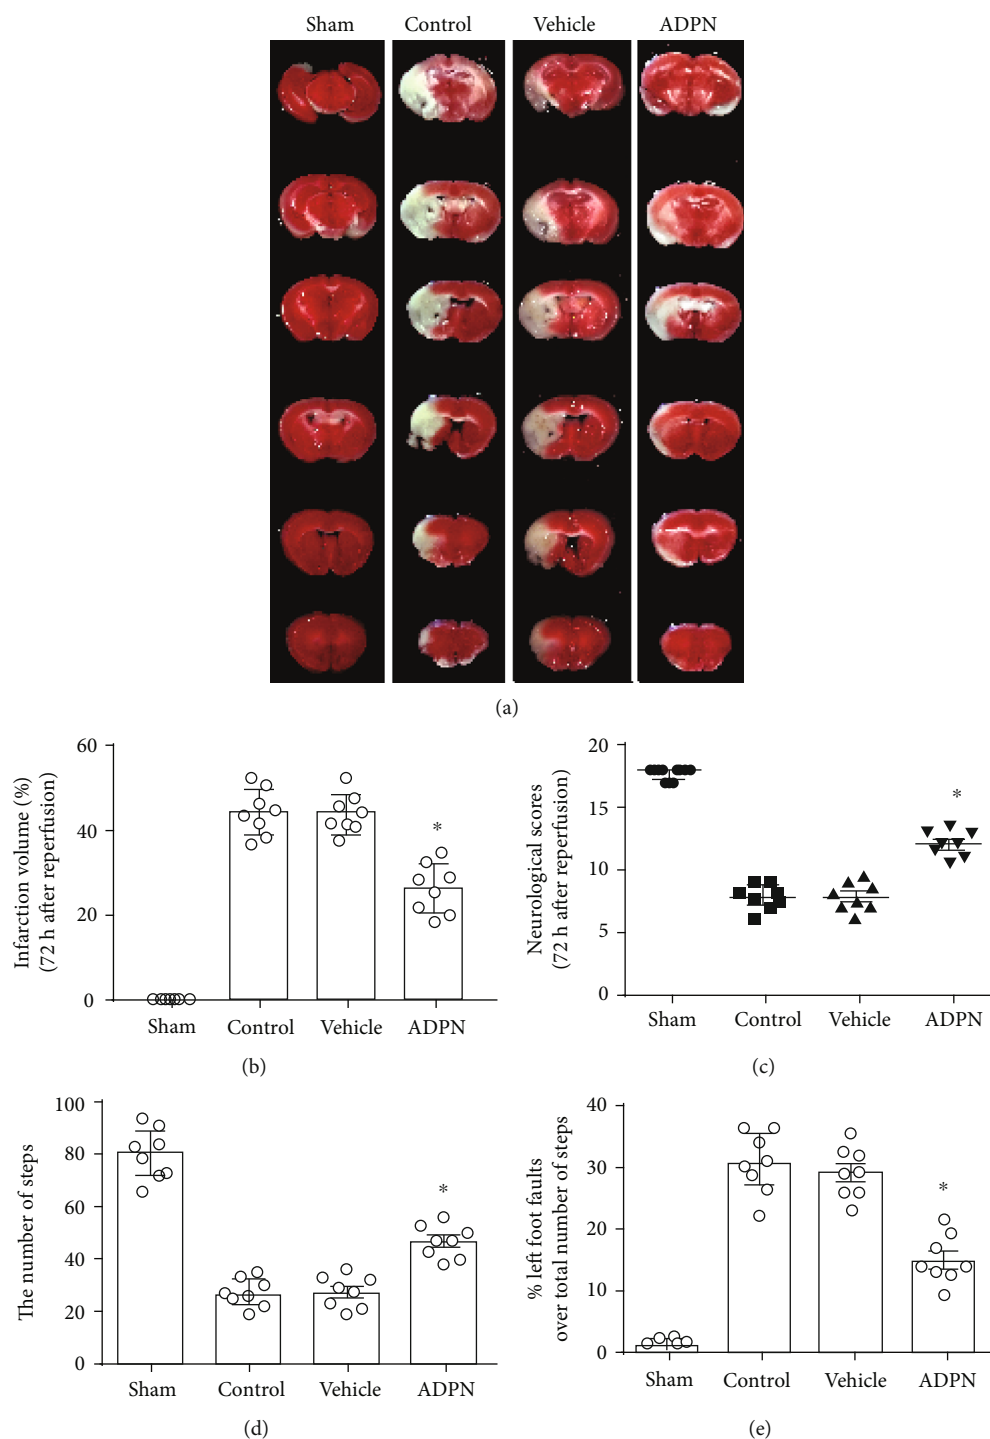 Sham Control Vehicle ADPN
(a)
Infarction volume (%)
(72 h after reperfusion)
60
40
20
0
*
Sham Control Vehicle ADPN
(b)
Neurological scores
(72 h after reperfusion)
20
15
10
5
0
*
Sham Control Vehicle ADPN
(c)
The number of steps
100
80
60
40
20
0
*
Sham Control Vehicle ADPN
(d)
% left foot faults
over total number of steps
40
30
20
10
0
*
Sham Control Vehicle ADPN
(e)